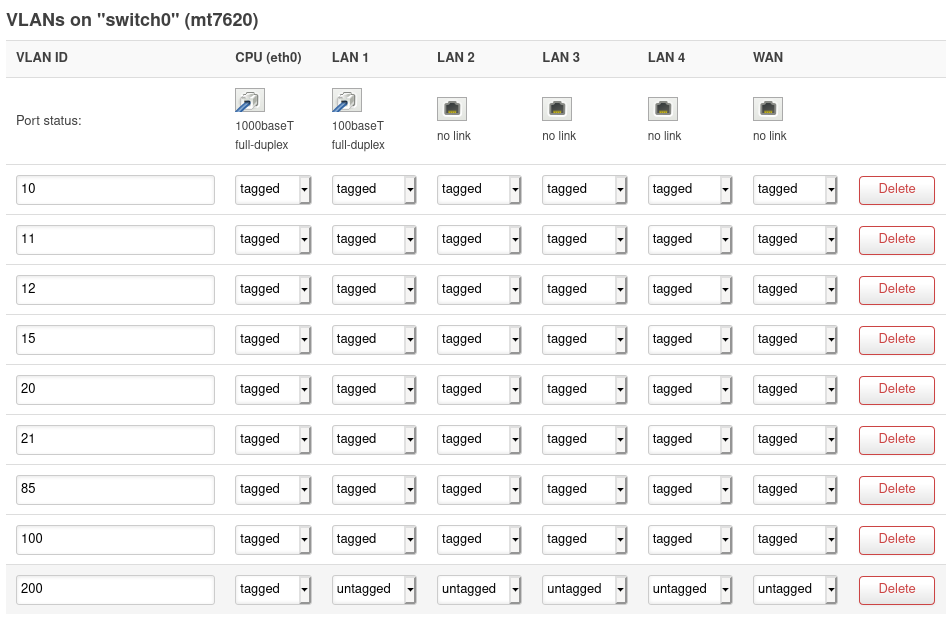 VLANs on "switch0" (mt7620)
VLAN ID CPU (eth0) LAN 1 LAN 2 LAN 3 LAN 4 WAN
Port status: 1000baseT full-duplex 100baseT full-duplex no link no link no link no link
10 tagged tagged tagged tagged tagged tagged Delete
11 tagged tagged tagged tagged tagged tagged Delete
12 tagged tagged tagged tagged tagged tagged Delete
15 tagged tagged tagged tagged tagged tagged Delete
20 tagged tagged tagged tagged tagged tagged Delete
21 tagged tagged tagged tagged tagged tagged Delete
85 tagged tagged tagged tagged tagged tagged Delete
100 tagged tagged tagged tagged tagged tagged Delete
200 tagged untagged untagged untagged untagged untagged Delete